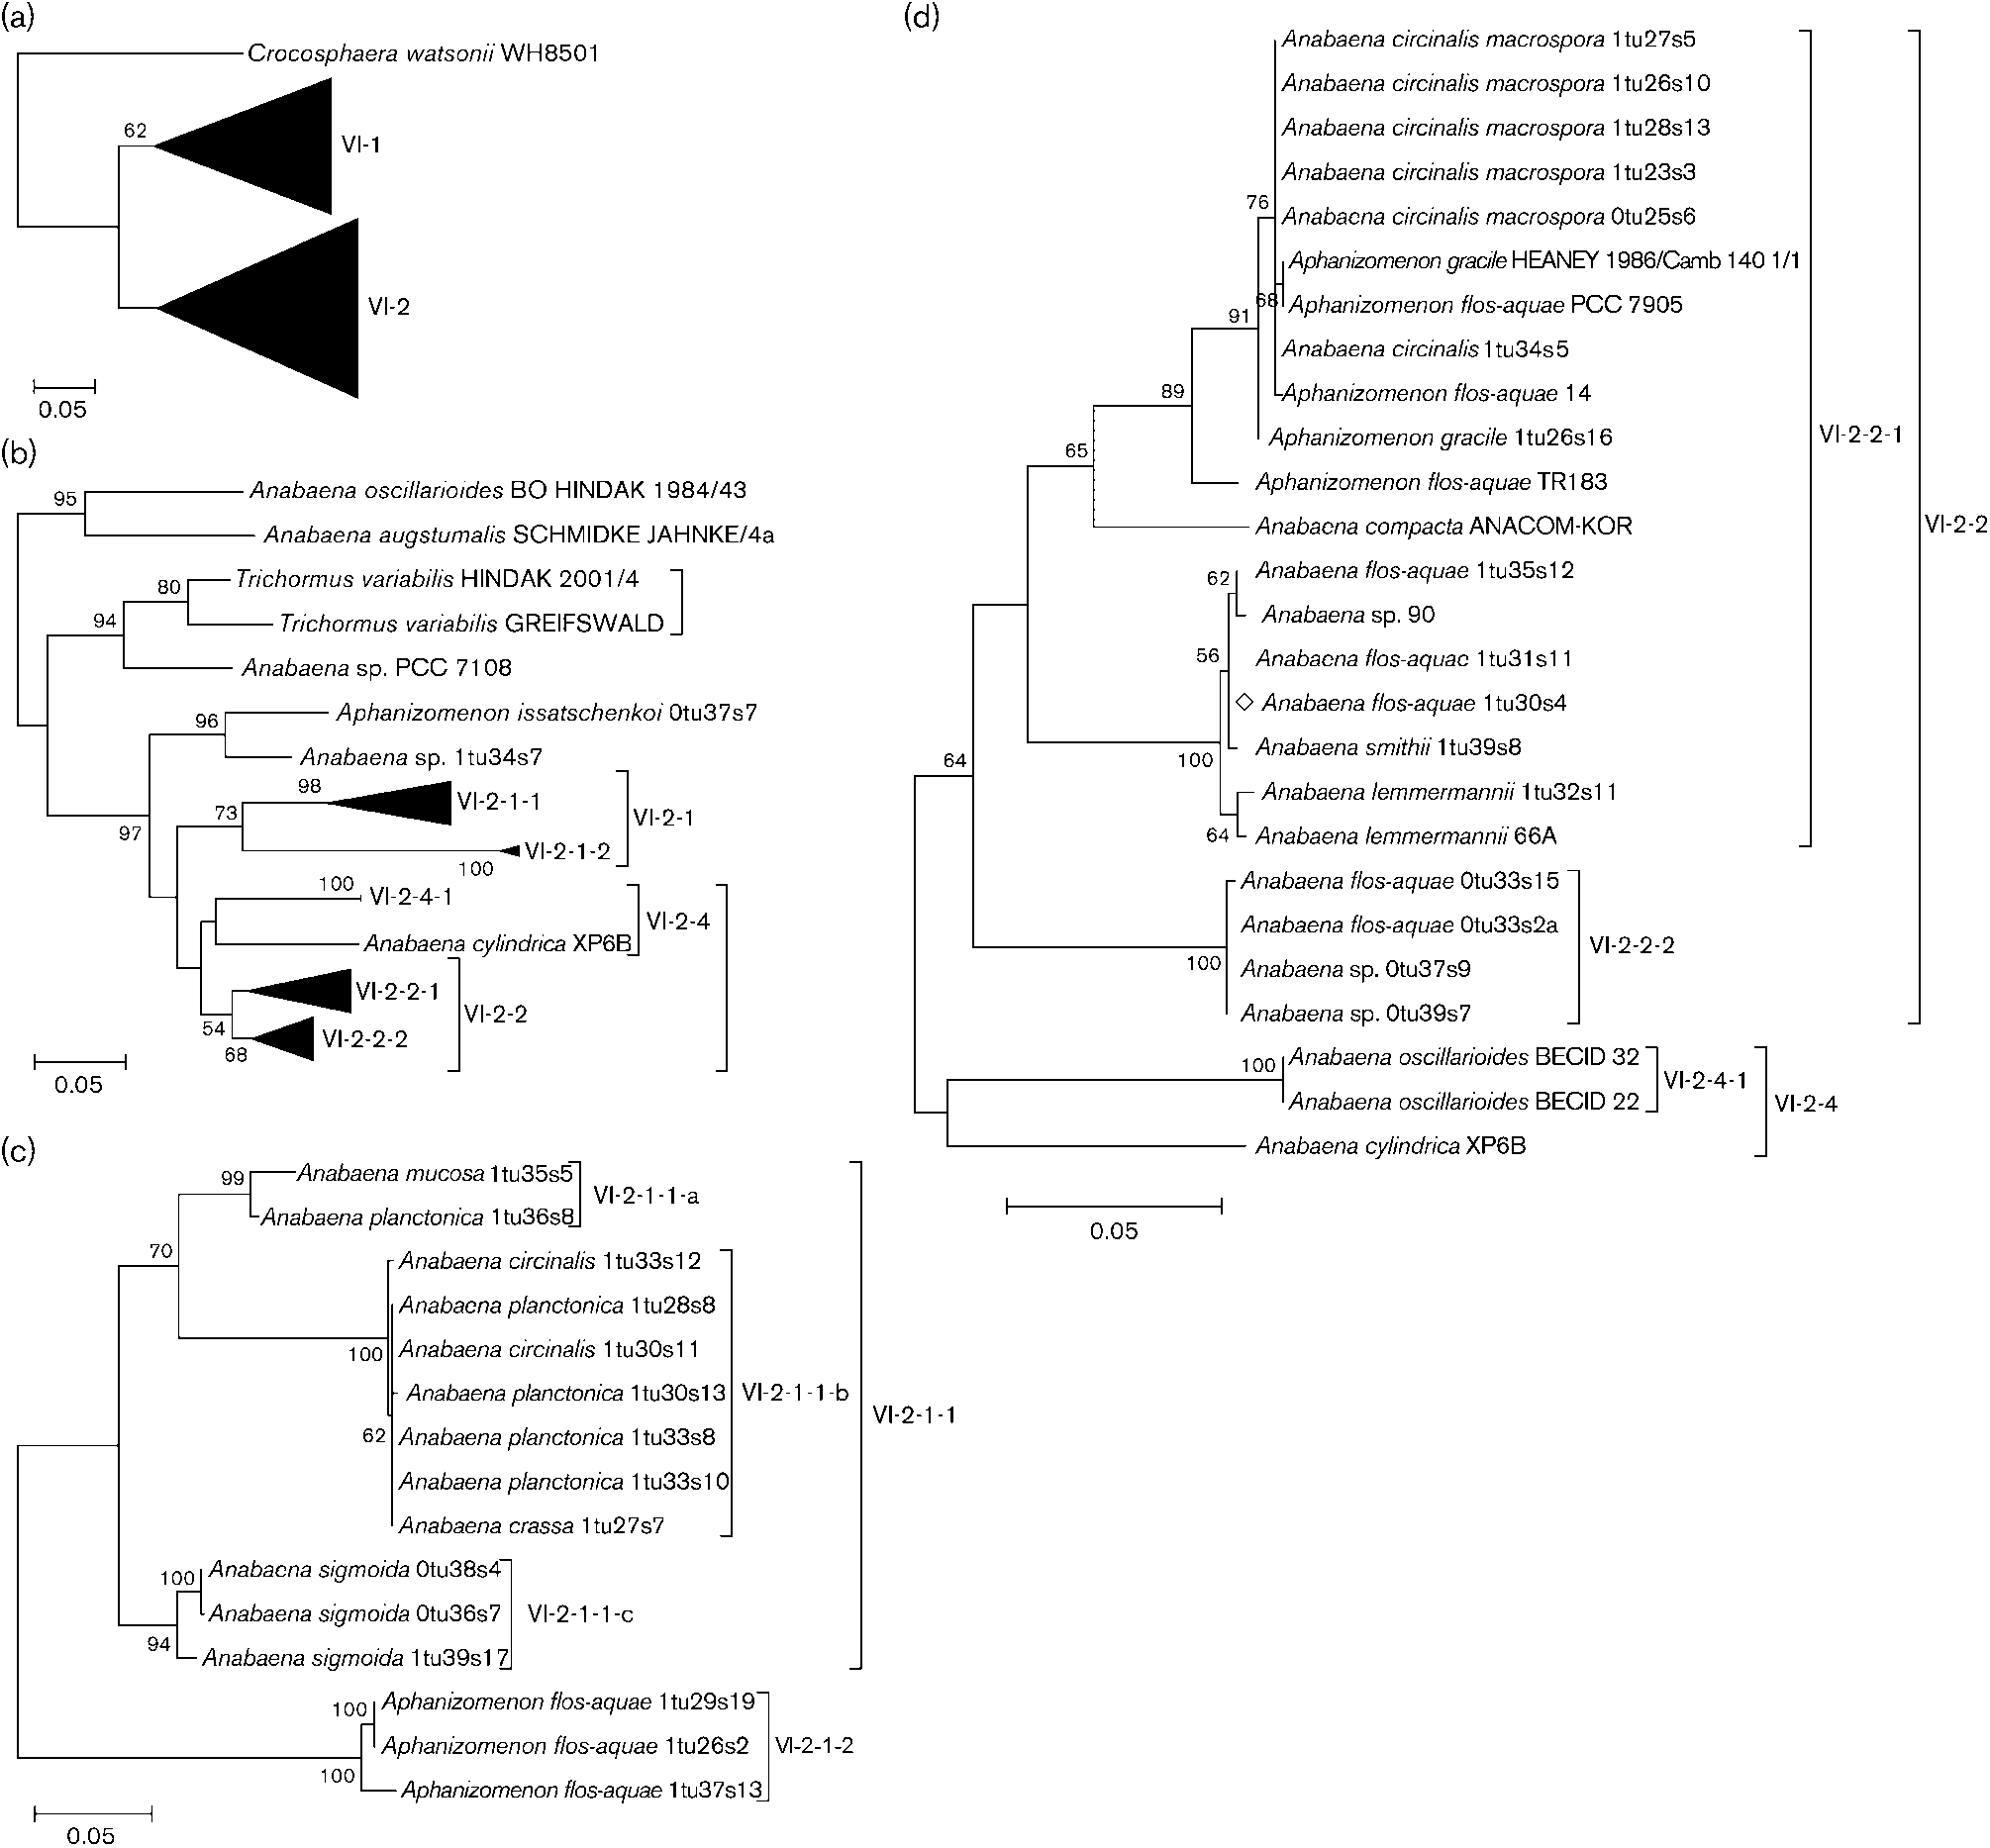 (a)
Crocosphaera watsonii WH8501
62
VI-1
VI-2
0.05
(b)
95
Anabaena oscillarioides BO HINDAK 1984/43
Anabaena augstumalis SCHMIDKE JAHNKE/4a
80
Trichormus variabilis HINDAK 2001/4
94
Trichormus variabilis GREIFSWALD
Anabaena sp. PCC 7108
96
Aphanizomenon issatschenkoi 0tu37s7
Anabaena sp. 1tu34s7
97
98
VI-2-1-1
73
VI-2-1
VI-2-1-2
100
100
VI-2-4-1
VI-2-4
Anabaena cylindrica XP6B
VI-2-2-1
VI-2-2
54
VI-2-2-2
68
0.05
(c)
99
Anabaena mucosa 1tu35s5
VI-2-1-1-a
Anabaena planctonica 1tu36s8
70
Anabaena circinalis 1tu33s12
Anabaena planctonica 1tu28s8
Anabaena circinalis 1tu30s11
100
Anabaena planctonica 1tu30s13
VI-2-1-1-b
VI-2-1-1
62
Anabaena planctonica 1tu33s8
Anabaena planctonica 1tu33s10
Anabaena crassa 1tu27s7
100
Anabaena sigmoida 0tu38s4
Anabaena sigmoida 0tu36s7
VI-2-1-1-c
94
Anabaena sigmoida 1tu39s17
100
Aphanizomenon flos-aquae 1tu29s19
Aphanizomenon flos-aquae 1tu26s2
VI-2-1-2
100
Aphanizomenon flos-aquae 1tu37s13
0.05
(d)
Anabaena circinalis macrospora 1tu27s5
Anabaena circinalis macrospora 1tu26s10
Anabaena circinalis macrospora 1tu28s13
Anabaena circinalis macrospora 1tu23s3
76
Anabaena circinalis macrospora 0tu25s6
Aphanizomenon gracile HEANEY 1986/Camb 140 1/1
68
Aphanizomenon flos-aquae PCC 7905
91
Anabaena circinalis 1tu34s5
89
Aphanizomenon flos-aquae 14
Aphanizomenon gracile 1tu26s16
VI-2-2-1
65
Aphanizomenon flos-aquae TR183
Anabaena compacta ANACOM-KOR
VI-2-2
62
Anabaena flos-aquae 1tu35s12
Anabaena sp. 90
56
Anabaena flos-aquae 1tu31s11
Anabaena flos-aquae 1tu30s4
Anabaena smithii 1tu39s8
100
64
Anabaena lemmermannii 1tu32s11
64
Anabaena lemmermannii 66A
Anabaena flos-aquae 0tu33s15
Anabaena flos-aquae 0tu33s2a
VI-2-2-2
100
Anabaena sp. 0tu37s9
Anabaena sp. 0tu39s7
100
Anabaena oscillarioides BECID 32
VI-2-4-1
Anabaena oscillarioides BECID 22
VI-2-4
Anabaena cylindrica XP6B
0.05